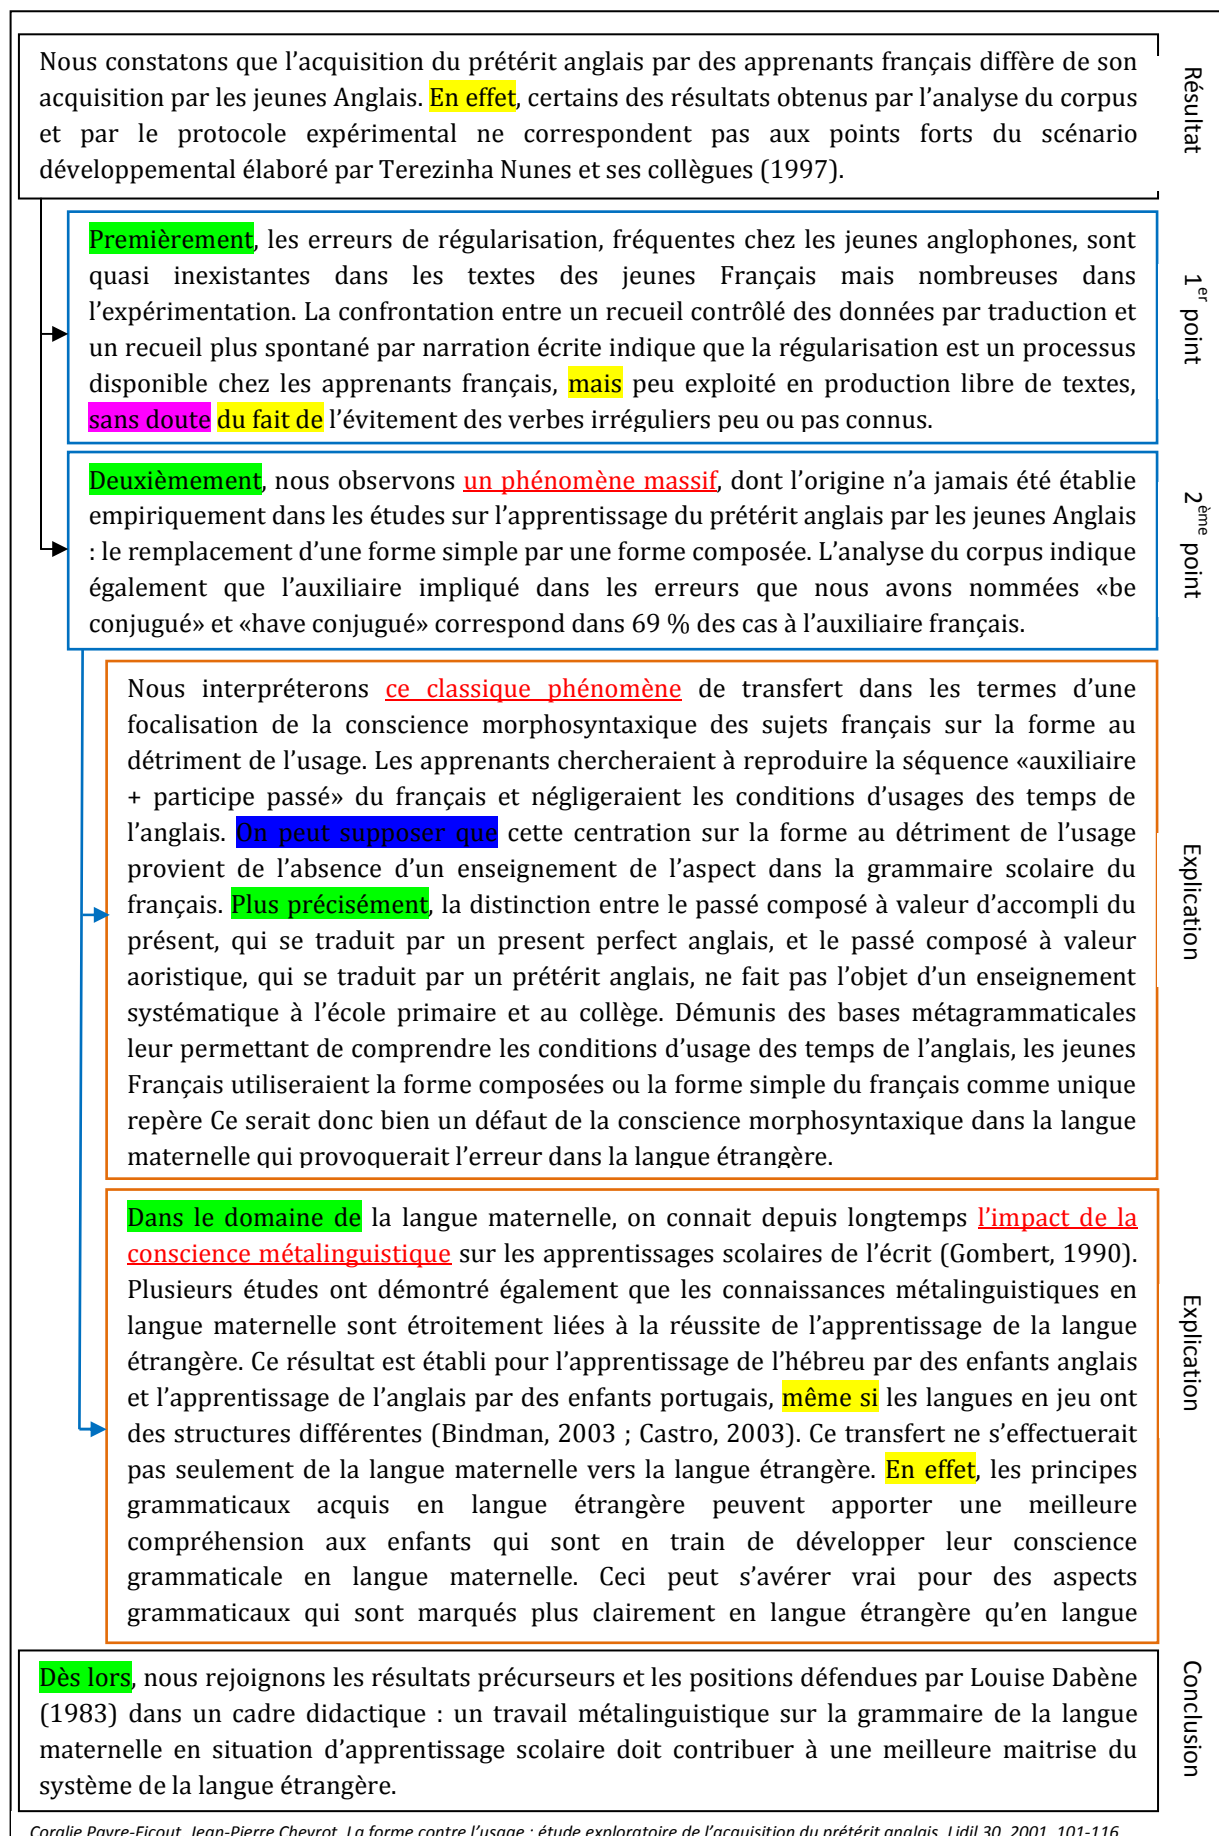 Nous constatons que l’acquisition du prétérit anglais par des apprenants français diffère de son
acquisition par les jeunes Anglais. En effet, certains des résultats obtenus par l’analyse du corpus
et par le protocole expérimental ne correspondent pas aux points forts du scénario
développemental élaboré par Terezinha Nunes et ses collègues (1997).
Résultat
Premièrement, les erreurs de régularisation, fréquentes chez les jeunes anglophones, sont
quasi inexistantes dans les textes des jeunes Français mais nombreuses dans
l’expérimentation. La confrontation entre un recueil contrôlé des données par traduction et
un recueil plus spontané par narration écrite indique que la régularisation est un processus
disponible chez les apprenants français, mais peu exploité en production libre de textes,
sans doute du fait de l’évitement des verbes irréguliers peu ou pas connus.
1er point
Deuxièmement, nous observons un phénomène massif, dont l’origine n’a jamais été établie
empiriquement dans les études sur l’apprentissage du prétérit anglais par les jeunes Anglais
: le remplacement d’une forme simple par une forme composée. L’analyse du corpus indique
également que l’auxiliaire impliqué dans les erreurs que nous avons nommées «be
conjugué» et «have conjugué» correspond dans 69 % des cas à l’auxiliaire français.
2ème point
Nous interpréterons ce classique phénomène de transfert dans les termes d’une
focalisation de la conscience morphosyntaxique des sujets français sur la forme au
détriment de l’usage. Les apprenants chercheraient à reproduire la séquence «auxiliaire
+ participe passé» du français et négligeraient les conditions d’usages des temps de
l’anglais. On peut supposer que cette centration sur la forme au détriment de l’usage
provient de l’absence d’un enseignement de l’aspect dans la grammaire scolaire du
français. Plus précisément, la distinction entre le passé composé à valeur d’accompli du
présent, qui se traduit par un present perfect anglais, et le passé composé à valeur
aoristique, qui se traduit par un prétérit anglais, ne fait pas l’objet d’un enseignement
systématique à l’école primaire et au collège. Démunis des bases métagrammaticales
leur permettant de comprendre les conditions d’usage des temps de l’anglais, les jeunes
Français utiliseraient la forme composées ou la forme simple du français comme unique
repère Ce serait donc bien un défaut de la conscience morphosyntaxique dans la langue
maternelle qui provoquerait l’erreur dans la langue étrangère.
Explication
Dans le domaine de la langue maternelle, on connait depuis longtemps l’impact de la
conscience métalinguistique sur les apprentissages scolaires de l’écrit (Gombert, 1990).
Plusieurs études ont démontré également que les connaissances métalinguistiques en
langue maternelle sont étroitement liées à la réussite de l’apprentissage de la langue
étrangère. Ce résultat est établi pour l’apprentissage de l’hébreu par des enfants anglais
et l’apprentissage de l’anglais par des enfants portugais, même si les langues en jeu ont
des structures différentes (Bindman, 2003 ; Castro, 2003). Ce transfert ne s’effectuerait
pas seulement de la langue maternelle vers la langue étrangère. En effet, les principes
grammaticaux acquis en langue étrangère peuvent apporter une meilleure
compréhension aux enfants qui sont en train de développer leur conscience
grammaticale en langue maternelle. Ceci peut s’avérer vrai pour des aspects
grammaticaux qui sont marqués plus clairement en langue étrangère qu’en langue
Explication
Dès lors, nous rejoignons les résultats précurseurs et les positions défendues par Louise Dabène
(1983) dans un cadre didactique : un travail métalinguistique sur la grammaire de la langue
maternelle en situation d’apprentissage scolaire doit contribuer à une meilleure maitrise du
système de la langue étrangère.
Conclusion
Coralie Payre-Ficout, Jean-Pierre Chevrot, La forme contre l’usage : étude exploratoire de l’acquisition du prétérit anglais, Lidil 30, 2001, 101-116